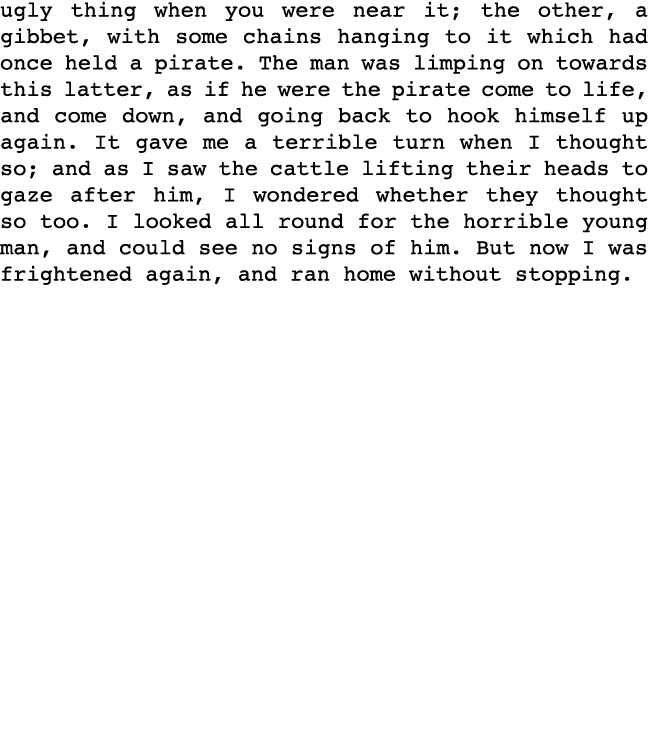 ugly thing when you were near it; the other, a
gibbet, with some chains hanging to it which had
once held a pirate. The man was limping on towards
this latter, as if he were the pirate come to life,
and come down, and going back to hook himself up
again. It gave me a terrible turn when I thought
so; and as I saw the cattle lifting their heads to
gaze after him, I wondered whether they thought
so too. I looked all round for the horrible young
man, and could see no signs of him. But now I was
frightened again, and ran home without stopping.